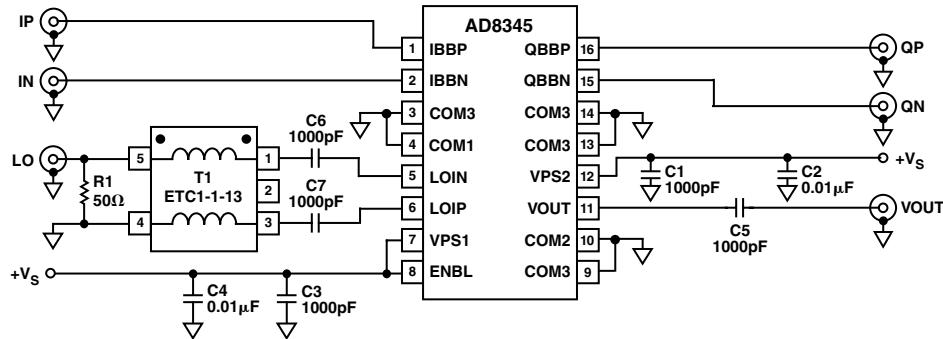 IP
IN
LO
R1
50Ω
5
4
T1
ETC1-1-13
1
2
3
C6
1000pF
C7
1000pF
+VS
C4
0.01μF
C3
1000pF
AD8345
1 IBBP
2 IBBN
3 COM3
4 COM1
5 LOIN
6 LOIP
7 VPS1
8 ENBL
QBBP 16
QBBN 15
COM3 14
COM3 13
VPS2 12
VOUT 11
COM2 10
COM3 9
QP
QN
+VS
C1
1000pF
C2
0.01μF
C5
1000pF
VOUT